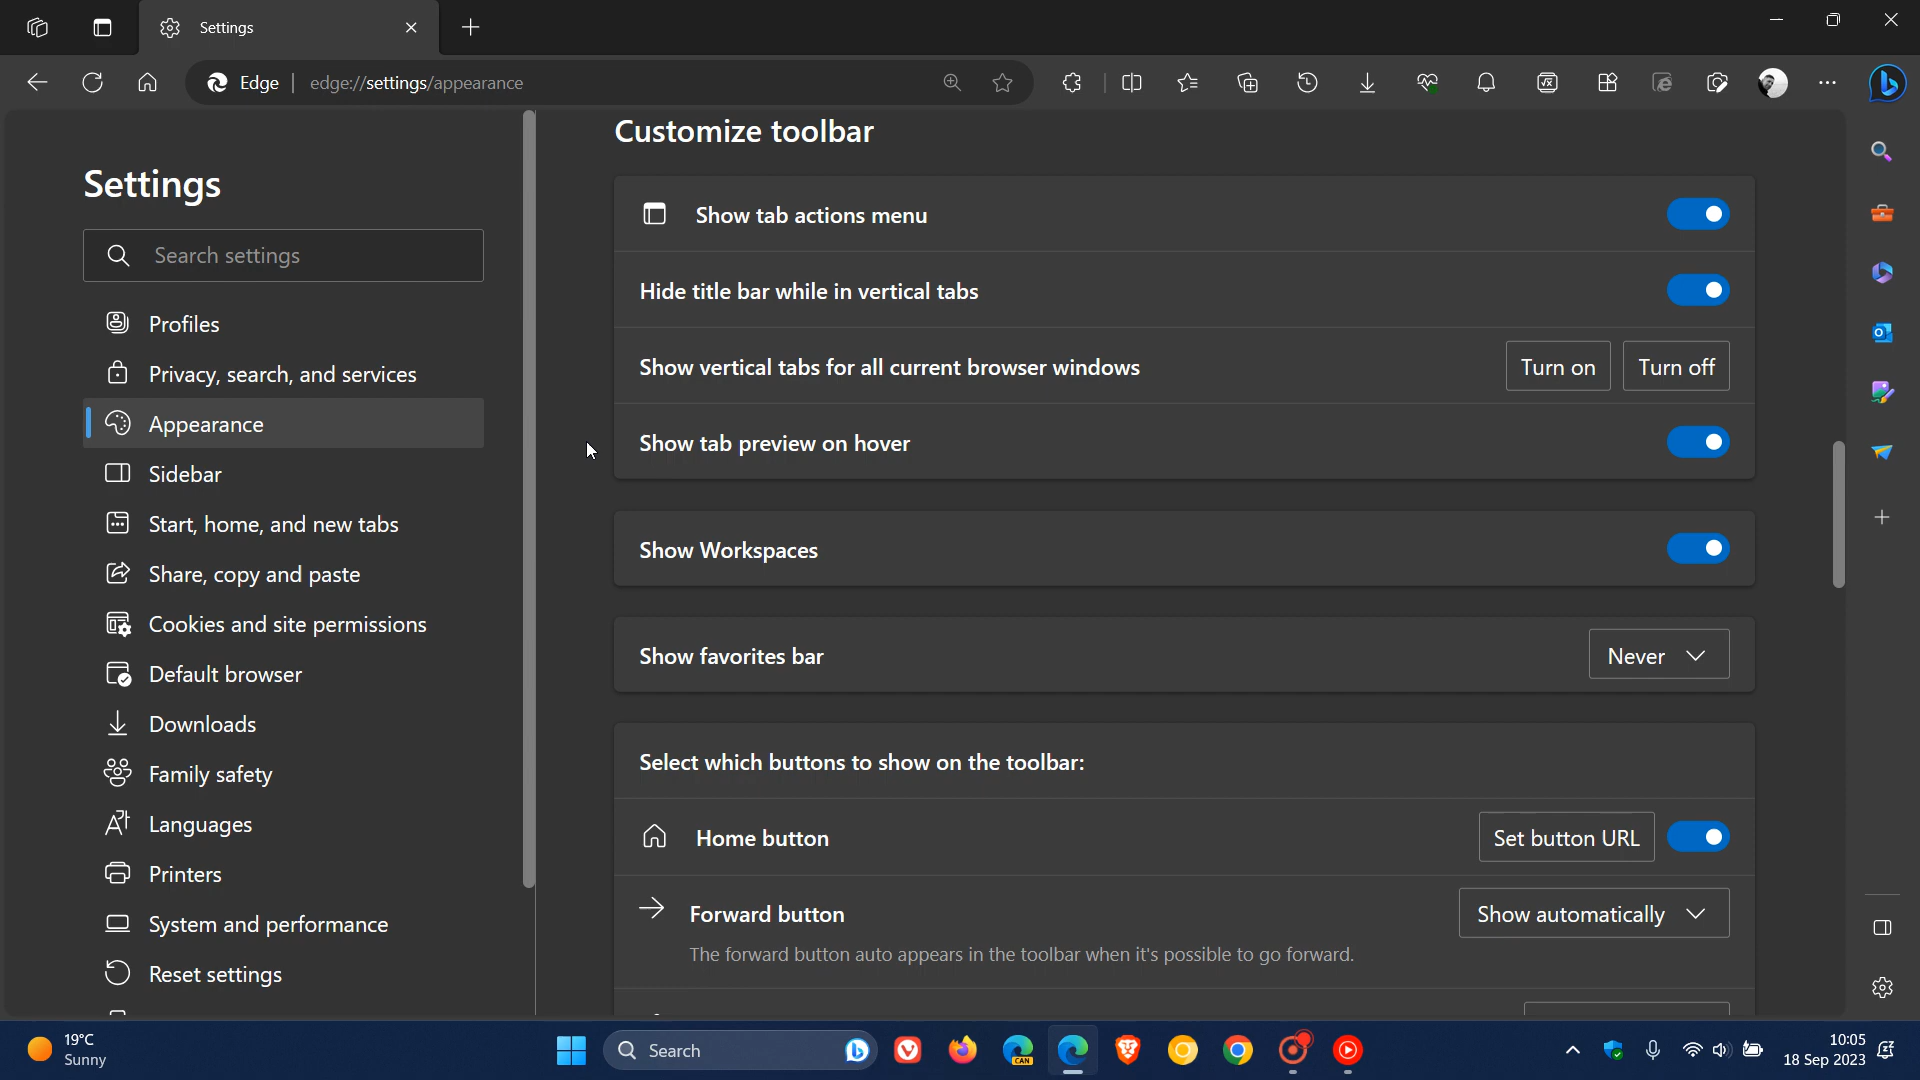 Settings
Edge
edge://settings/appearance
Settings
Search settings
Profiles
Privacy, search, and services
Appearance
Sidebar
Start, home, and new tabs
Share, copy and paste
Cookies and site permissions
Default browser
Downloads
Family safety
Languages
Printers
System and performance
Reset settings
Customize toolbar
Show tab actions menu
Hide title bar while in vertical tabs
Show vertical tabs for all current browser windows Turn on Turn off
Show tab preview on hover
Show Workspaces
Show favorites bar Never
Select which buttons to show on the toolbar:
Home button Set button URL
Forward button Show automatically
The forward button auto appears in the toolbar when it's possible to go forward.
19°C
Sunny
Search
CAN
10:05
18 Sep 2023